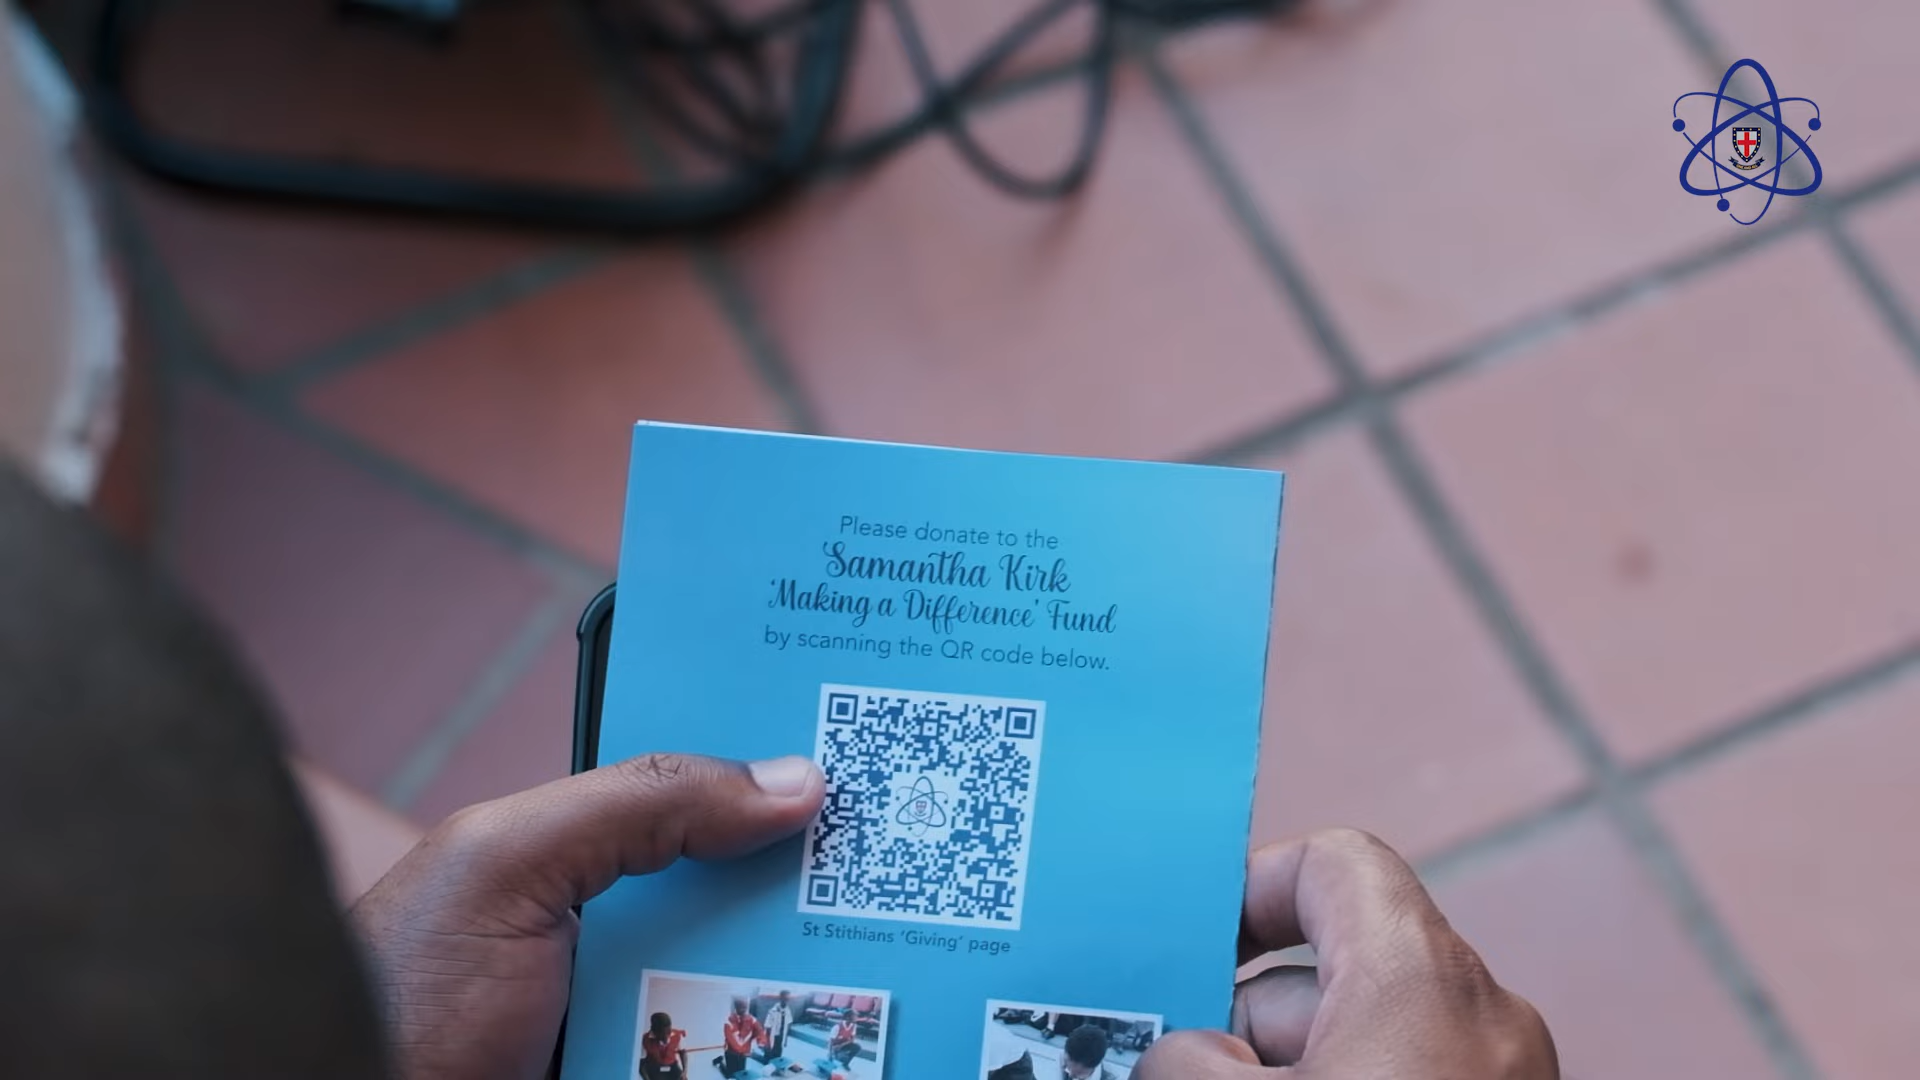 Please donate to the
Samantha Kirk
'Making a Difference' Fund
by scanning the QR code below.
St Stithians 'Giving' page